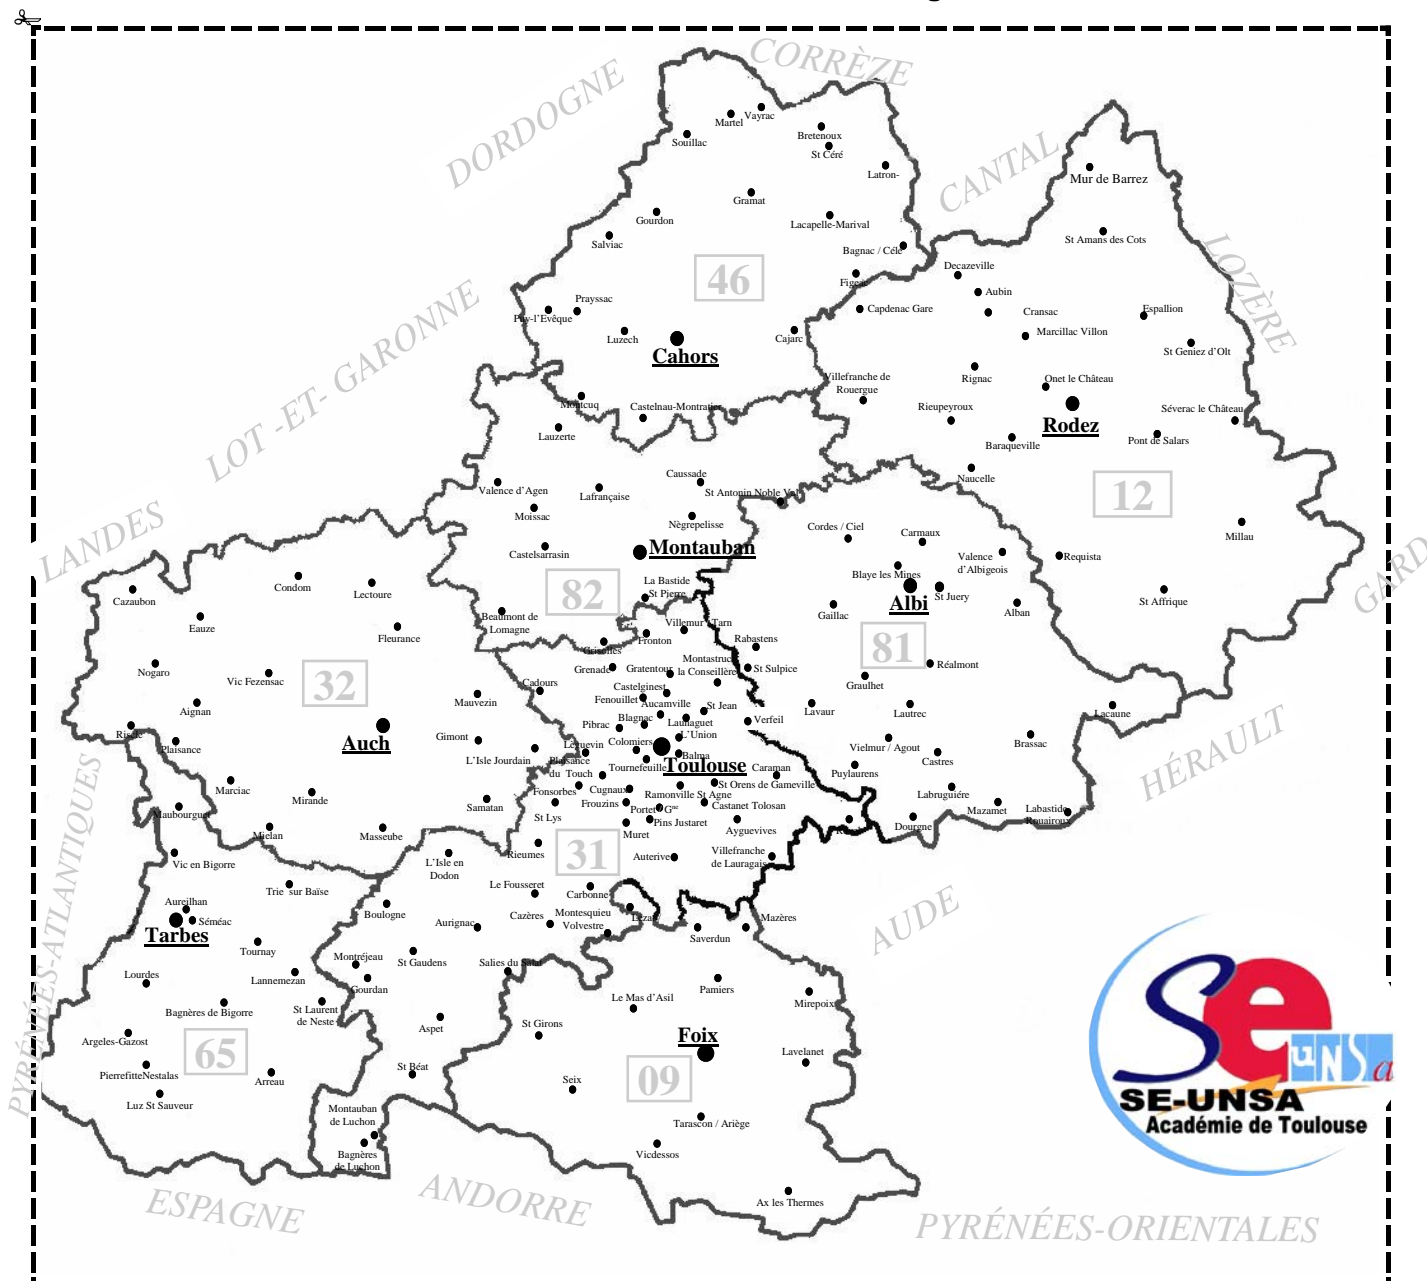 CORRÈZE
DORDOGNE
CANTAL
LOZÈRE
LOT -ET- GARONNE
LANDES
GARD
HÉRAULT
AUDE
PYRÉNÉES-ATLANTIQUES
ESPAGNE
ANDORRE
PYRÉNÉES-ORIENTALES
46
Martel
Vayrac
Souillac
Bretenoux
St Céré
Latron-
Gramat
Gourdon
Lacapelle-Marival
Salviac
Bagnac / Célé
Figeac
Prayssac
Puy-l'Evêque
Luzech
Cahors
Cajarc
Montcuq
Castelnau-Montratier
12
Mur de Barrez
St Amans des Cots
Decazeville
Aubin
Capdenac Gare
Cransac
Espallion
Marcillac Villon
St Geniez d'Olt
Villefranche de
Rouergue
Rignac
Onet le Château
Rieupeyroux
Rodez
Séverac le Château
Baraqueville
Pont de Salars
Naucelle
Millau
Requista
St Affrique
82
Lauzerte
Valence d'Agen
Lafrançaise
Caussade
St Antonin Noble Val
Moissac
Nègrepelisse
Castelsarrasin
Montauban
La Bastide
St Pierre
Beaumont de
Lomagne
81
Cordes / Ciel
Carmaux
Valence
d'Albigeois
Blaye les Mines
Albi
St Juery
Gaillac
Alban
Rabastens
St Sulpice
Réalmont
Graulhet
Lavaur
Lautrec
Lacaune
Vielmur / Agout
Brassac
Castres
Puylaurens
Labruguiére
Mazamet
Labastide
Rouairoux
Dourgne
32
Condom
Lectoure
Cazaubon
Eauze
Fleurance
Nogaro
Vic Fezensac
Aignan
Mauvezin
Riscle
Plaisance
Auch
Gimont
L'Isle Jourdain
Marciac
Mirande
Samatan
Mielan
Masseube
31
Villemur / Tarn
Fronton
Grisolles
Grenade
Gratentour
Montastruc
la Conseillère
Cadours
Castelginest
Fenouillet
Aucamville
St Jean
Blagnac
Launaguet
Verfeil
Pibrac
L'Union
Colomiers
Léguevin
Balma
Plaisance
du Touch
Tournefeuille
Toulouse
Caraman
St Orens de Gameville
Fonsorbes
Cugnaux
Ramonville St Agne
Frouzins
Portet / Gne
Castanet Tolosan
St Lys
Pins Justaret
Muret
Ayguevives
Rieumes
Auterive
Villefranche
de Lauragais
L'Isle en
Dodon
Le Fousseret
Carbonne
Boulogne
Aurignac
Cazères
Montesquieu
Volvestre
Montréjeau
St Gaudens
Salies du Salat
Gourdan
Aspet
St Béat
Montauban
de Luchon
Bagnères
de Luchon
65
Maubourguet
Vic en Bigorre
Trie sur Baïse
Aureilhan
Séméac
Tarbes
Tournay
Lourdes
Lannemezan
Bagnères de Bigorre
St Laurent
de Neste
Argeles-Gazost
PierrefitteNestalas
Arreau
Luz St Sauveur
09
Mazères
Saverdun
Le Mas d'Asil
Pamiers
Mirepoix
St Girons
Foix
Lavelanet
Seix
Tarascon / Ariège
Vicdessos
Ax les Thermes
Se
UNSa
SE-UNSA
Académie de Toulouse